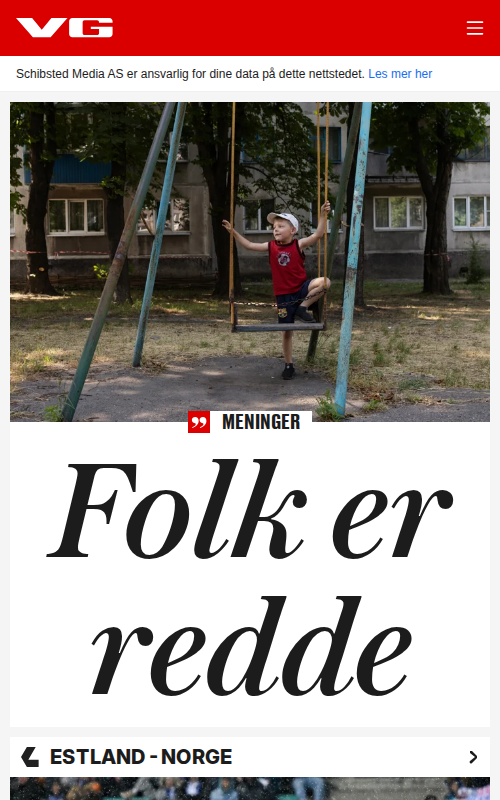 VG
Schibsted Media AS er ansvarlig for dine data på dette nettstedet. Les mer her
MENINGER
Folk er
redde
ESTLAND - NORGE